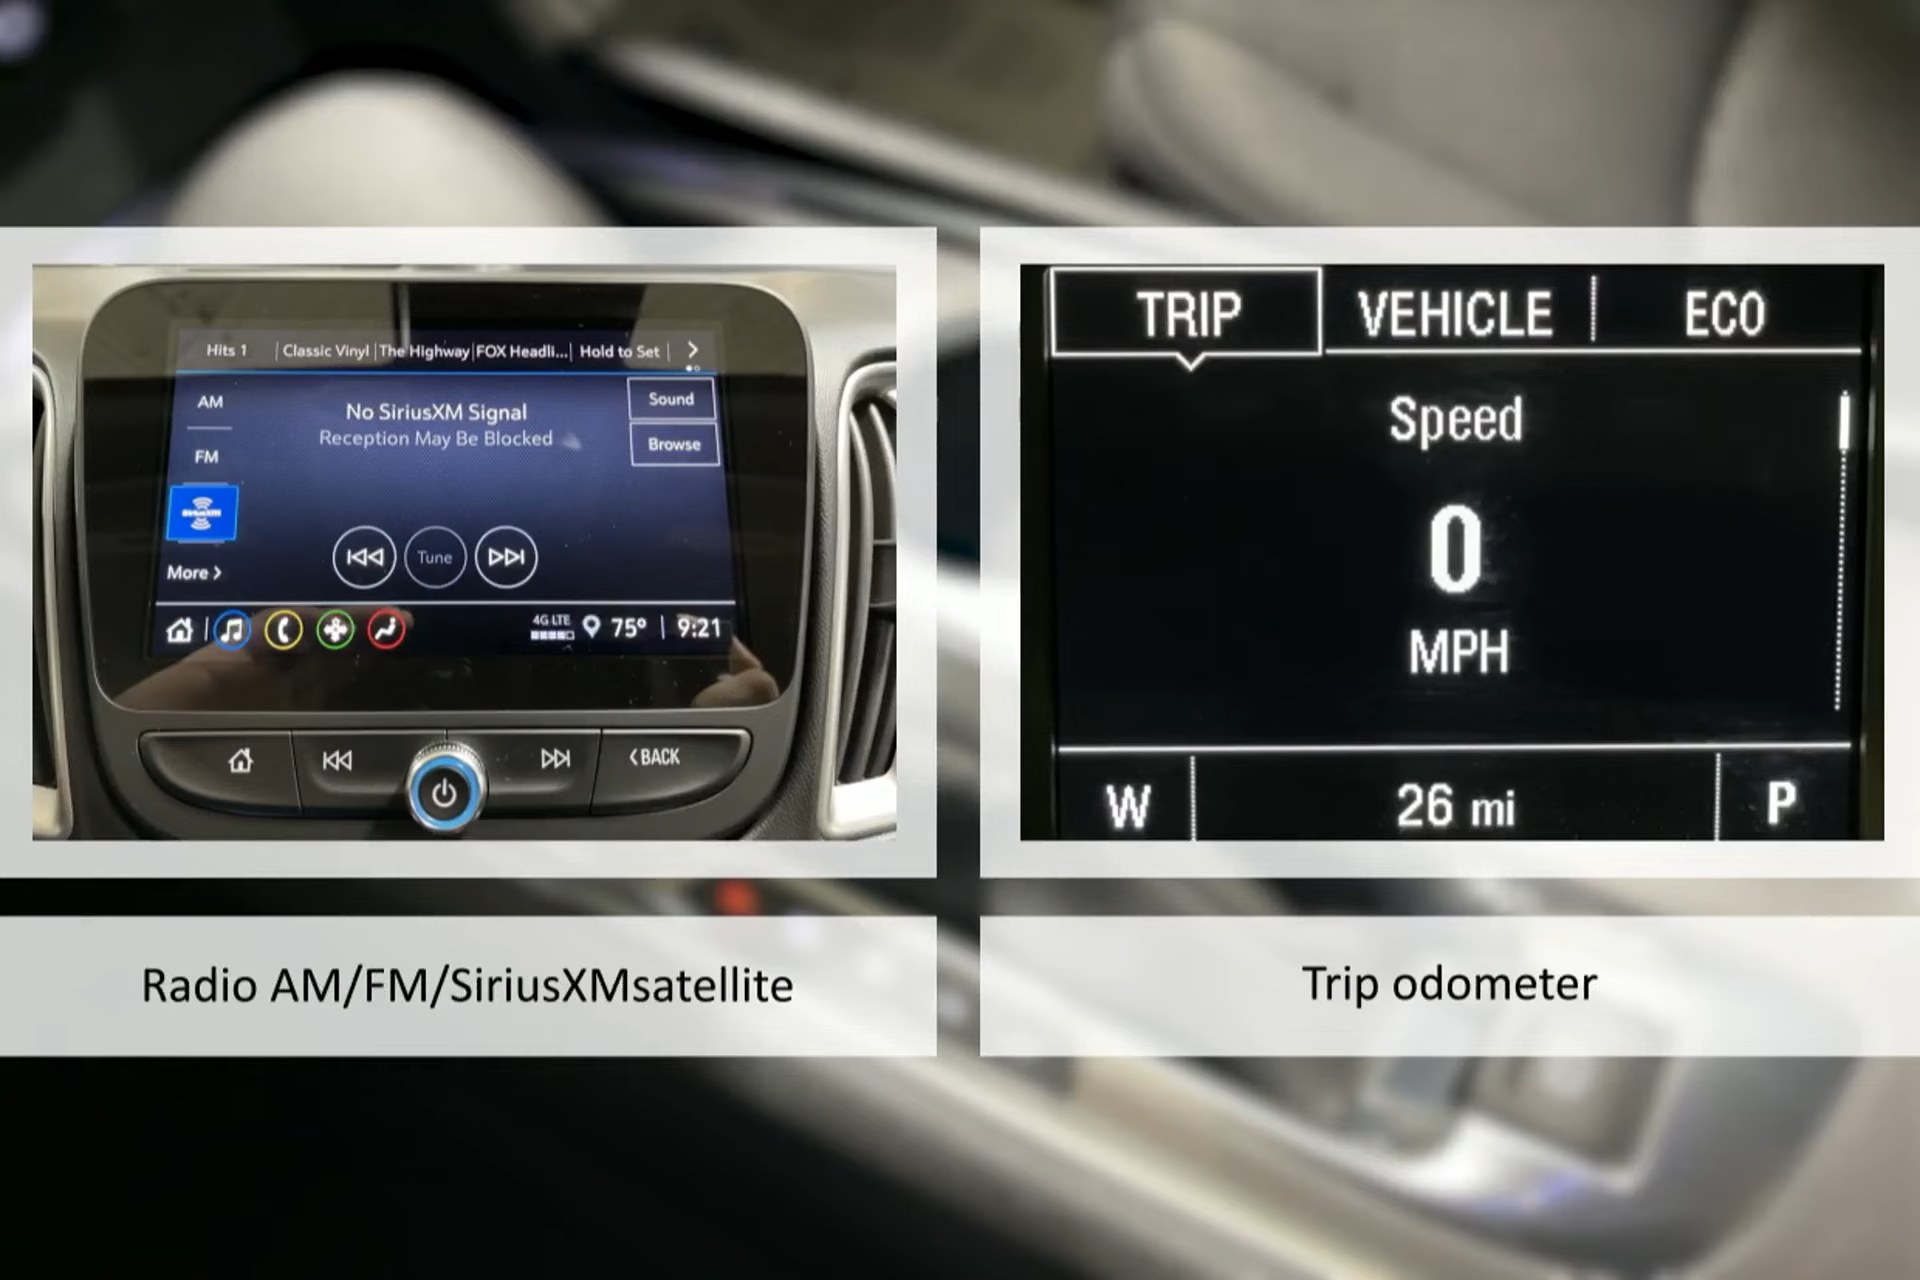 Hits 1 Classic Vinyl The Highway FOX Headli... Hold to Set
AM
No SiriusXM Signal
Sound
Reception May Be Blocked
Browse
FM
SiriusXM
Tune
More >
4G LTE
75° 9:21
< BACK
TRIP VEHICLE ECO
Speed
0
MPH
W 26 mi P
Radio AM/FM/SiriusXMsatellite
Trip odometer